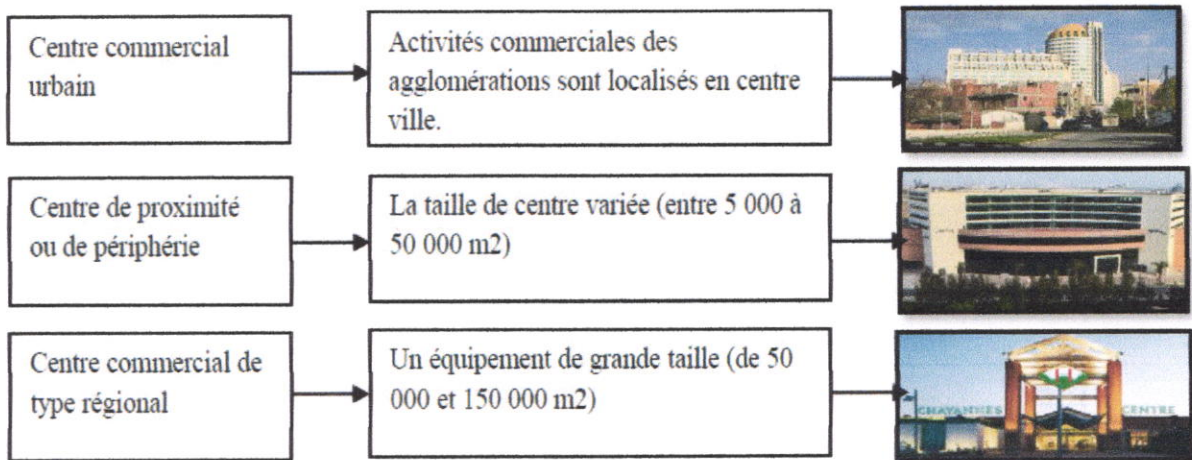 Centre commercial
urbain
Activités commerciales des
agglomérations sont localisés en centre
ville.
Centre de proximité
ou de périphérie
La taille de centre variée (entre 5 000 à
50 000 m2)
Centre commercial de
type régional
Un équipement de grande taille (de 50
000 et 150 000 m2)
CHAVANNES CENTRE